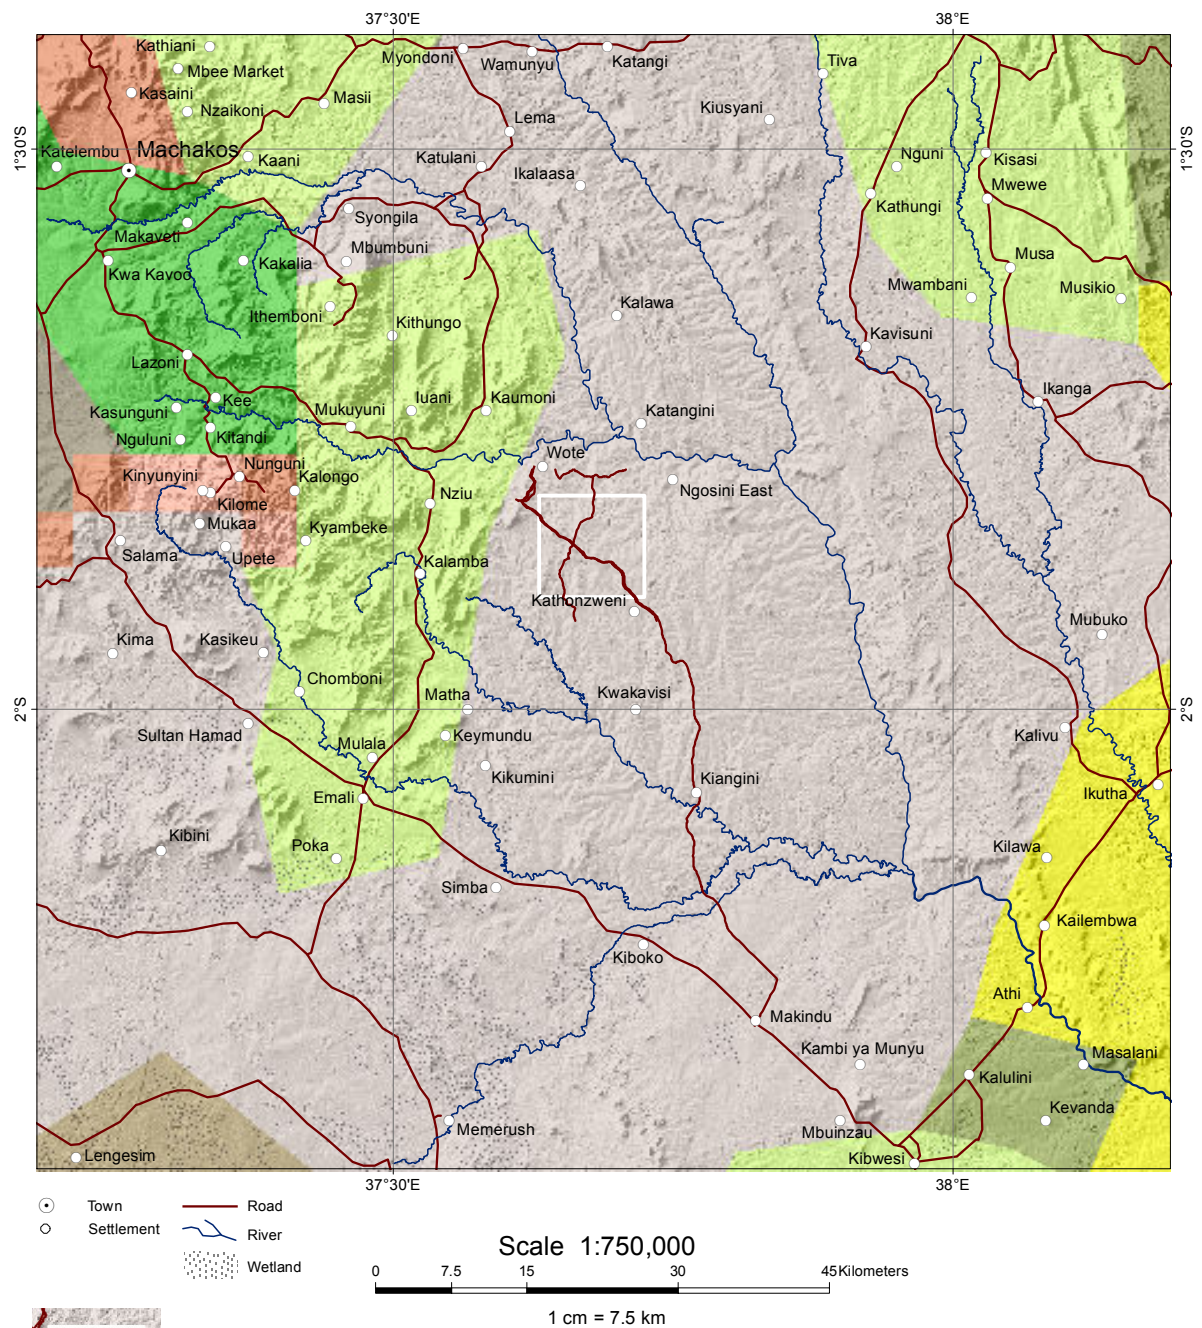 37°30'E
38°E
Kathiani
Myondoni
Wamunyu
Katangi
Tiva
Mbee Market
Kasaini
Nzaikoni
Masii
Kiusyani
Lema
1°30'S
Katelembu
Machakos
Kaani
Katulani
Ikalaasa
Nguni
Kisasi
1°30'S
Mwewe
Kathungi
Syongila
Makaveti
Mbumbuni
Musa
Kwa Kavoo
Kakalia
Mwambani
Musikio
Ithemboni
Kalawa
Kithungo
Kavisuni
Lazoni
Ikanga
Kee
Kasunguni
Mukuyuni
Iuani
Kaumoni
Katangini
Nguluni
Kitandi
Wote
Nunguni
Kinyunyini
Kalongo
Ngosini East
Kilome
Nziu
Mukaa
Kyambeke
Salama
Upete
Kalamba
Kathonzweni
Mubuko
Kima
Kasikeu
Chomboni
Matha
Kwakavisi
2°S
2°S
Sultan Hamad
Keymundu
Kalivu
Mulala
Kikumini
Kiangini
Emali
Ikutha
Kibini
Poka
Kilawa
Simba
Kailembwa
Kiboko
Athi
Makindu
Kambi ya Munyu
Masalani
Kalulini
Kevanda
Memerush
Mbuinzau
Lengesim
Kibwesi
37°30'E
38°E
Town
Road
Settlement
River
Wetland
Scale 1:750,000
0
7.5
15
30
45Kilometers
1 cm = 7.5 km